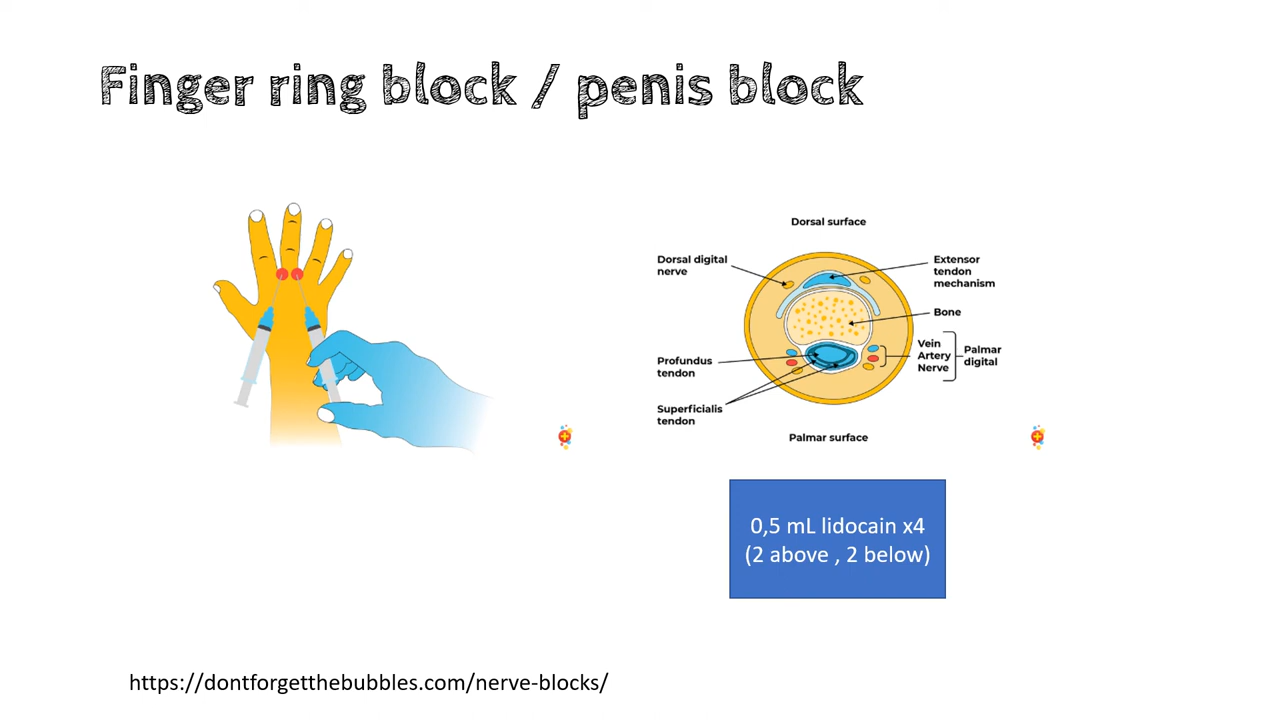 Finger ring block / penis block
Dorsal surface
Dorsal digital
nerve
Extensor
tendon
mechanism
Bone
Vein
Artery
Nerve
Palmar
digital
Profundus
tendon
Superficialis
tendon
Palmar surface
0,5 mL lidocain x4
(2 above , 2 below)
https://dontforgetthebubbles.com/nerve-blocks/